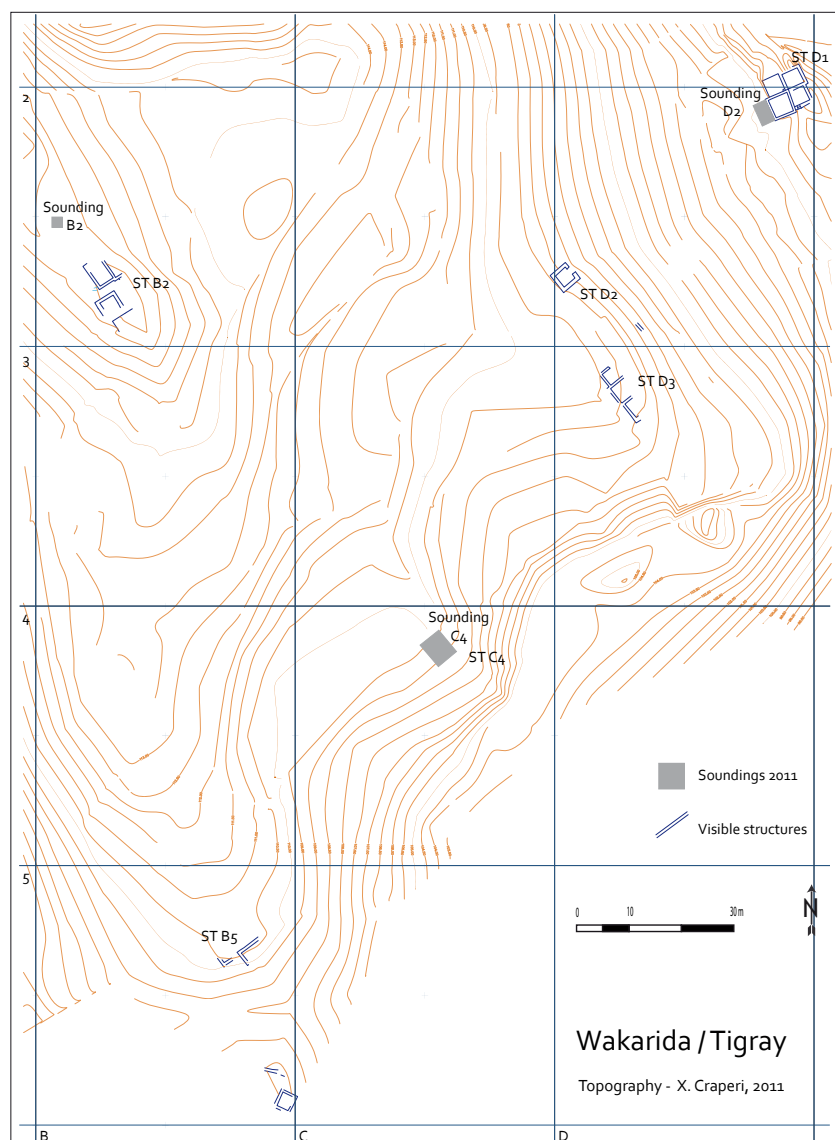 ST D1
2
Sounding
D2
Sounding
B2
ST B2
ST D2
3
ST D3
4
Sounding
C4
ST C4
Soundings 2011
Visible structures
5
ST B5
0 10 30 m
N
Wakarida / Tigray
Topography - X. Craperi, 2011
B C D